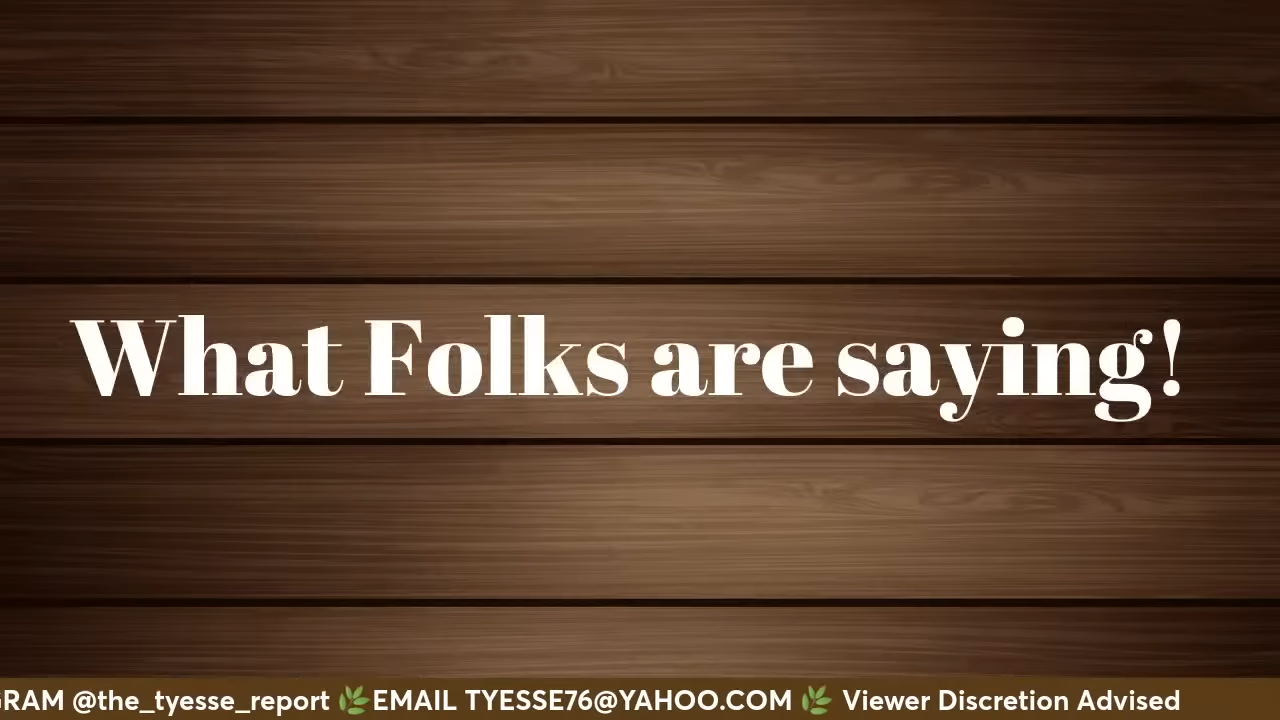 What Folks are saying!
GRAM @the_tyesse_report 🌿EMAIL TYESSE76@YAHOO.COM 🌿 Viewer Discretion Advised